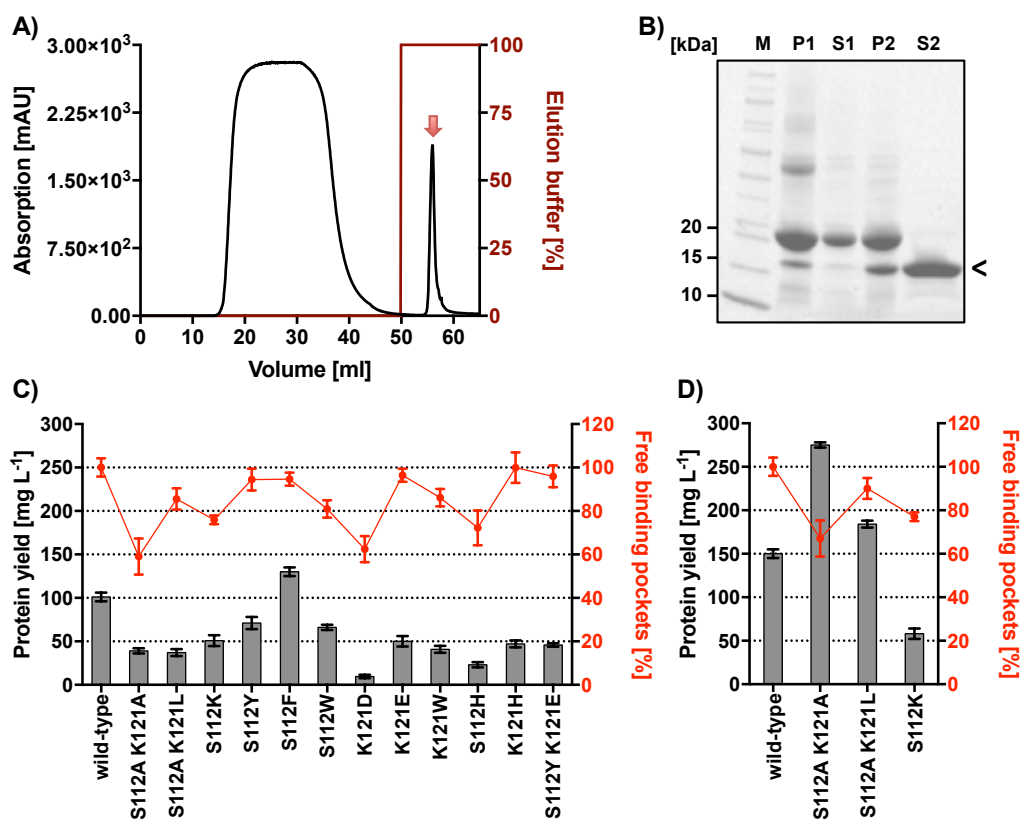 A)
3.00×10³
2.25×10³
1.50×10³
7.50×10²
0.00
Absorption [mAU]
0 10 20 30 40 50 60
Volume [ml]
100
75
50
25
0
Elution buffer [%]
B)
[kDa] M P1 S1 P2 S2
20
15
10
<
C)
300
250
200
150
100
50
0
Protein yield [mg L⁻¹]
120
100
80
60
40
20
0
Free binding pockets [%]
wild-type
S112A K121A
S112A K121L
S112K
S112Y
S112F
S112W
K121D
K121E
K121W
S112H
K121H
S112Y K121E
D)
300
250
200
150
100
50
0
Protein yield [mg L⁻¹]
120
100
80
60
40
20
0
Free binding pockets [%]
wild-type
S112A K121A
S112A K121L
S112K